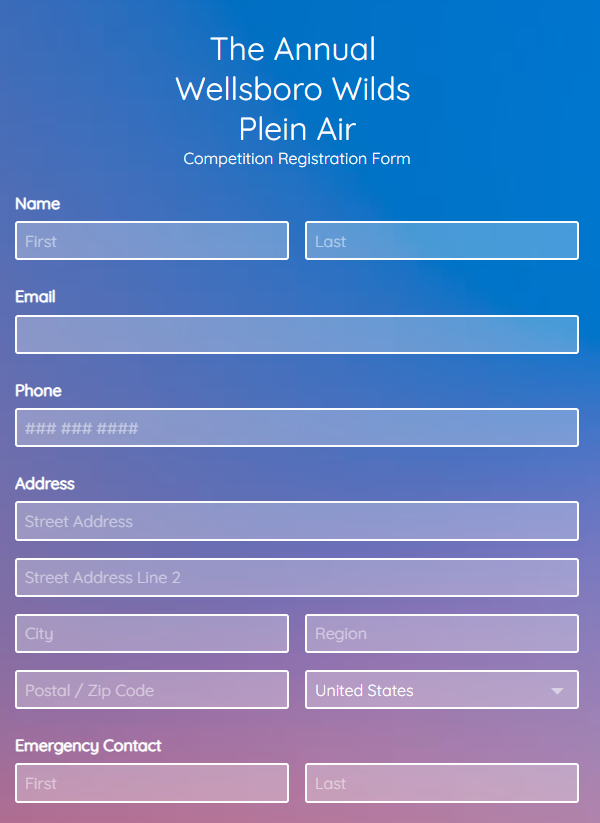 The Annual
Wellsboro Wilds
Plein Air
Competition Registration Form
Name
First Last
Email
Phone
### ### ####
Address
Street Address
Street Address Line 2
City Region
Postal / Zip Code United States
Emergency Contact
First Last